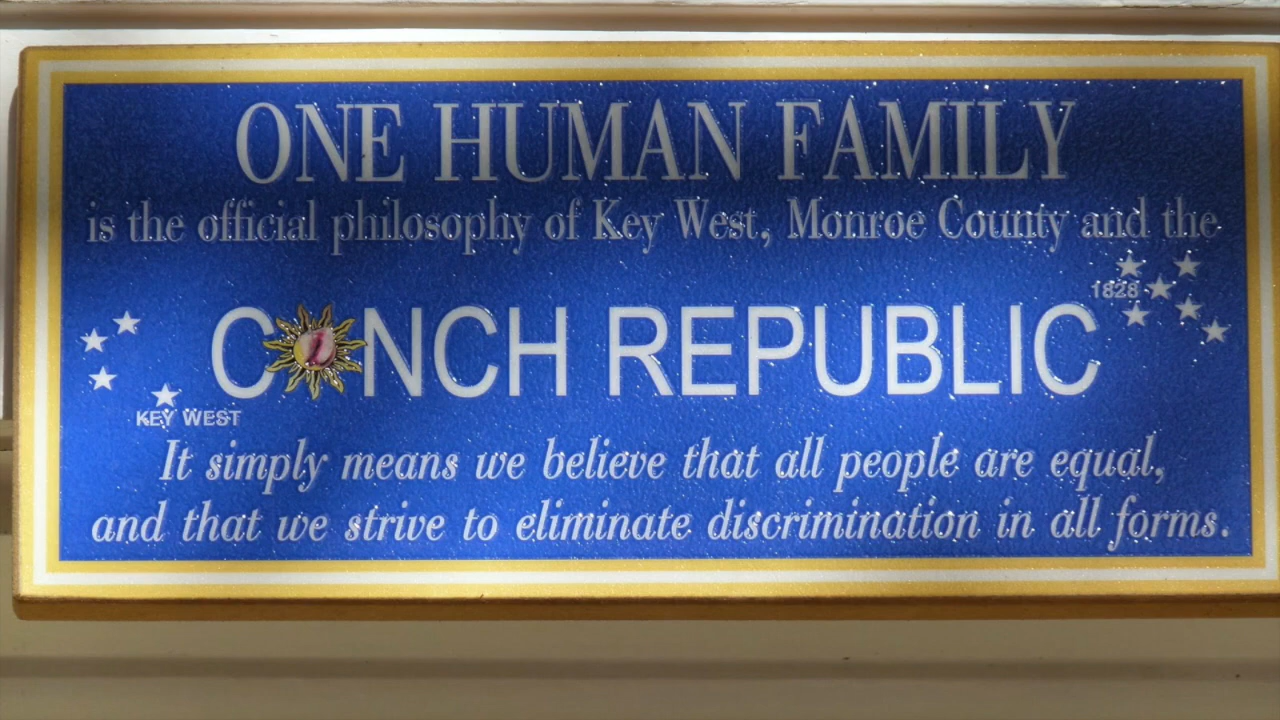 ONE HUMAN FAMILY
is the official philosophy of Key West, Monroe County and the
1828
CONCH REPUBLIC
KEY WEST
It simply means we believe that all people are equal,
and that we strive to eliminate discrimination in all forms.